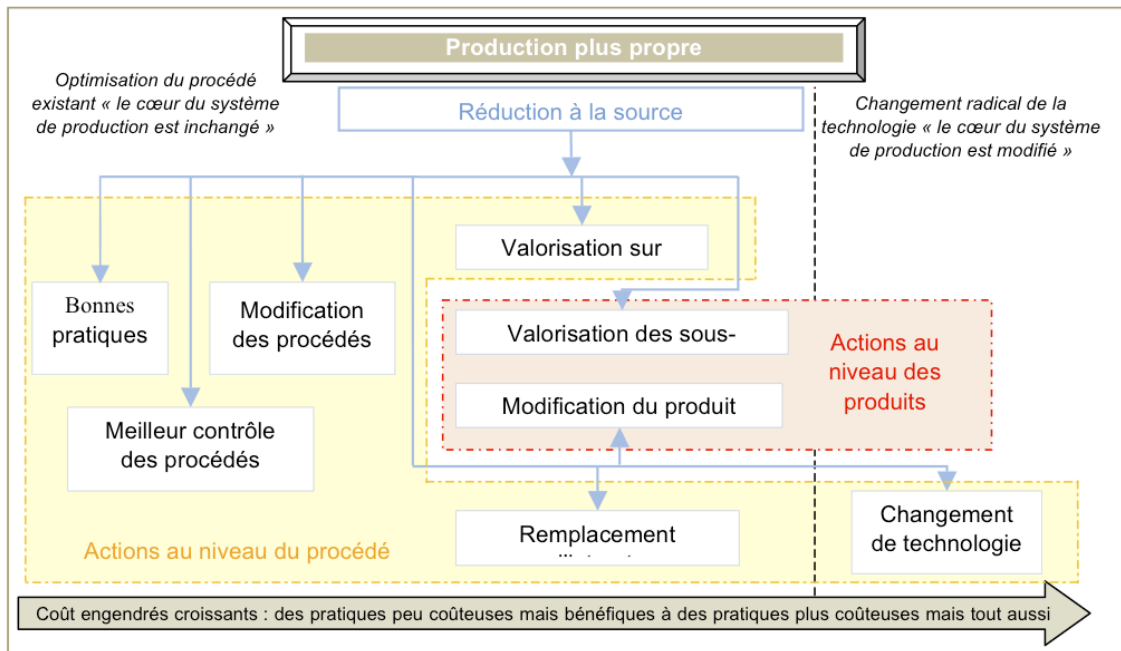 Production plus propre
Optimisation du procédé
existant « le cœur du système
de production est inchangé »
Réduction à la source
Changement radical de la
technologie « le cœur du système
de production est modifié »
Valorisation sur
Bonnes
pratiques
Modification
des procédés
Valorisation des sous-
Actions au
niveau des
produits
Modification du produit
Meilleur contrôle
des procédés
Remplacement
Changement
de technologie
Actions au niveau du procédé
Coût engendrés croissants : des pratiques peu coûteuses mais bénéfiques à des pratiques plus coûteuses mais tout aussi